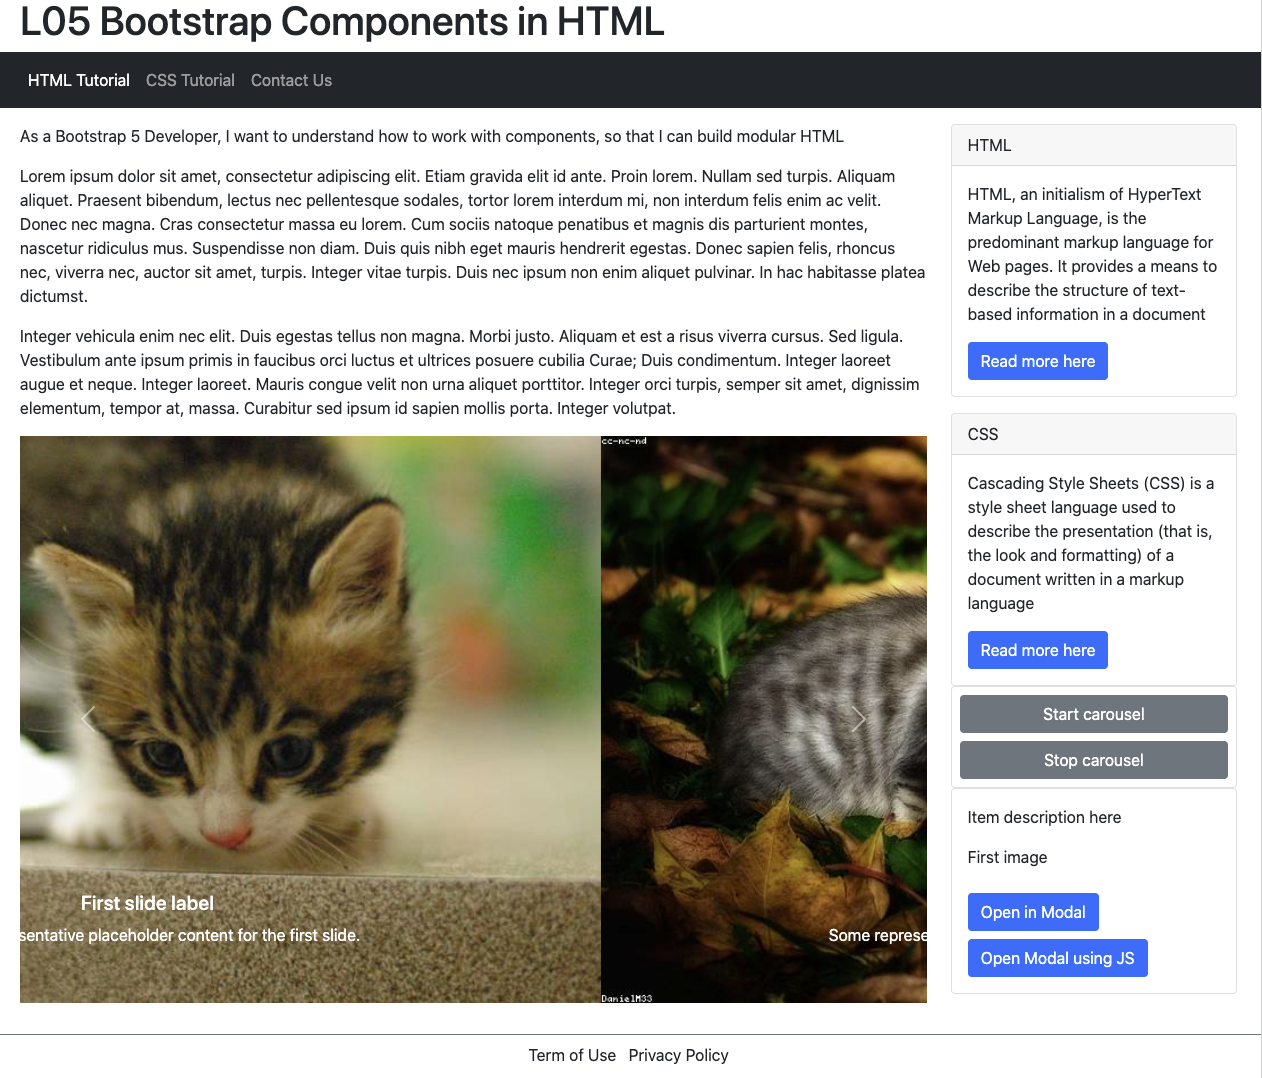 L05 Bootstrap Components in HTML
HTML Tutorial CSS Tutorial Contact Us
As a Bootstrap 5 Developer, I want to understand how to work with components, so that I can build modular HTML
Lorem ipsum dolor sit amet, consectetur adipiscing elit. Etiam gravida elit id ante. Proin lorem. Nullam sed turpis. Aliquam
aliquet. Praesent bibendum, lectus nec pellentesque sodales, tortor lorem interdum mi, non interdum felis enim ac velit.
Donec nec magna. Cras consectetur massa eu lorem. Cum sociis natoque penatibus et magnis dis parturient montes,
nascetur ridiculus mus. Suspendisse non diam. Duis quis nibh eget mauris hendrerit egestas. Donec sapien felis, rhoncus
nec, viverra nec, auctor sit amet, turpis. Integer vitae turpis. Duis nec ipsum non enim aliquet pulvinar. In hac habitasse platea
dictumst.
Integer vehicula enim nec elit. Duis egestas tellus non magna. Morbi justo. Aliquam et est a risus viverra cursus. Sed ligula.
Vestibulum ante ipsum primis in faucibus orci luctus et ultrices posuere cubilia Curae; Duis condimentum. Integer laoreet
augue et neque. Integer laoreet. Mauris congue velit non urna aliquet porttitor. Integer orci turpis, semper sit amet, dignissim
elementum, tempor at, massa. Curabitur sed ipsum id sapien mollis porta. Integer volutpat.
cc-nc-nd
First slide label
sentative placeholder content for the first slide.
Some represe
DanielM33
HTML
HTML, an initialism of HyperText
Markup Language, is the
predominant markup language for
Web pages. It provides a means to
describe the structure of text-
based information in a document
Read more here
CSS
Cascading Style Sheets (CSS) is a
style sheet language used to
describe the presentation (that is,
the look and formatting) of a
document written in a markup
language
Read more here
Start carousel
Stop carousel
Item description here
First image
Open in Modal
Open Modal using JS
Term of Use Privacy Policy